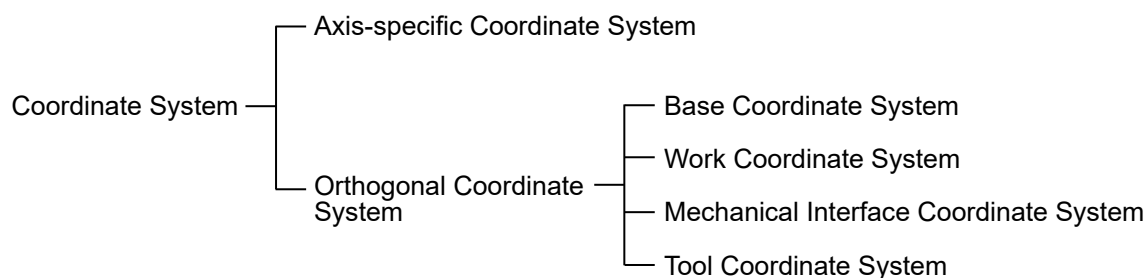 Axis-specific Coordinate System
Coordinate System
Base Coordinate System
Work Coordinate System
Orthogonal Coordinate
System
Mechanical Interface Coordinate System
Tool Coordinate System